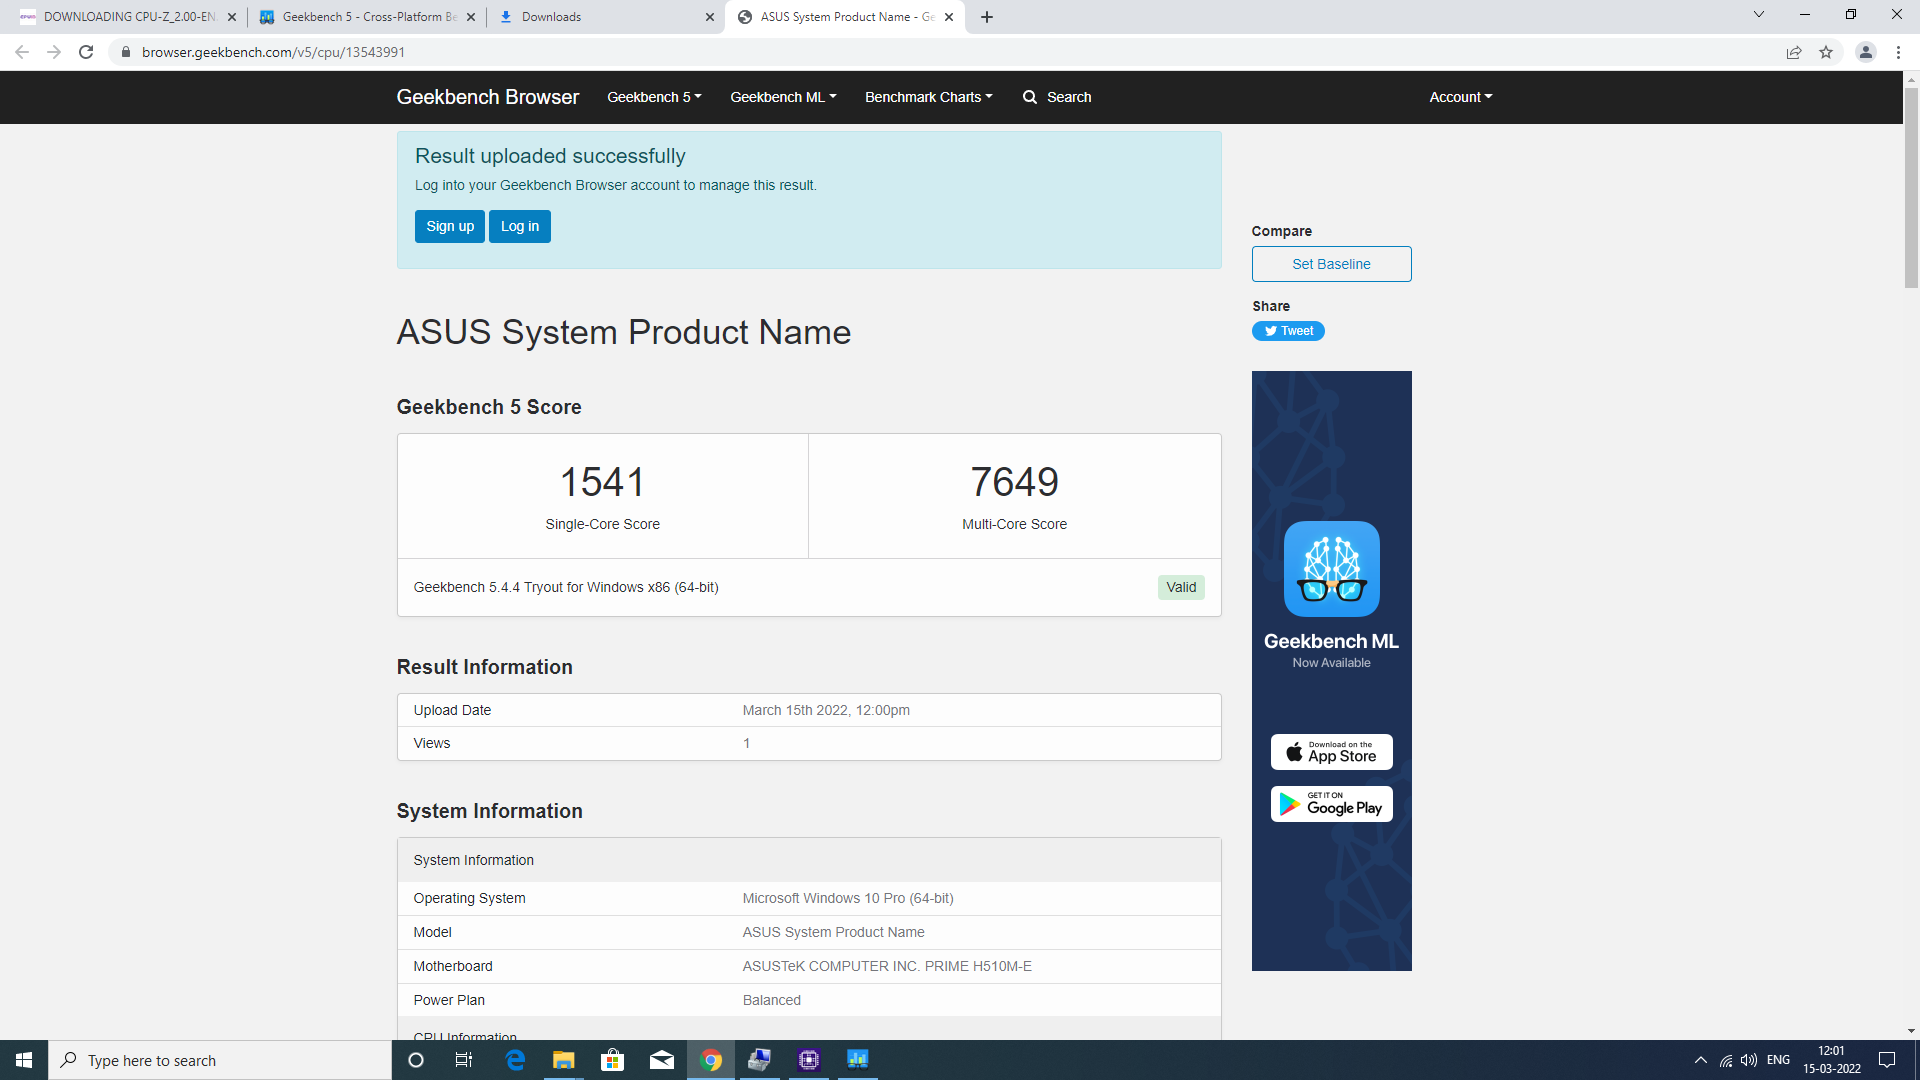 DOWNLOADING CPU-Z_2.00-EN.
Geekbench 5 - Cross-Platform Be
Downloads
ASUS System Product Name - Ge
browser.geekbench.com/v5/cpu/13543991
Geekbench Browser
Geekbench 5
Geekbench ML
Benchmark Charts
Search
Account
Result uploaded successfully
Log into your Geekbench Browser account to manage this result.
Sign up
Log in
Compare
Set Baseline
Share
Tweet
ASUS System Product Name
Geekbench 5 Score
1541
Single-Core Score
7649
Multi-Core Score
Geekbench 5.4.4 Tryout for Windows x86 (64-bit)
Valid
Geekbench ML
Now Available
Download on the
App Store
GET IT ON
Google Play
Result Information
Upload Date
March 15th 2022, 12:00pm
Views
1
System Information
System Information
Operating System
Microsoft Windows 10 Pro (64-bit)
Model
ASUS System Product Name
Motherboard
ASUSTeK COMPUTER INC. PRIME H510M-E
Power Plan
Balanced
CPU Information
Type here to search
ENG
12:01
15-03-2022